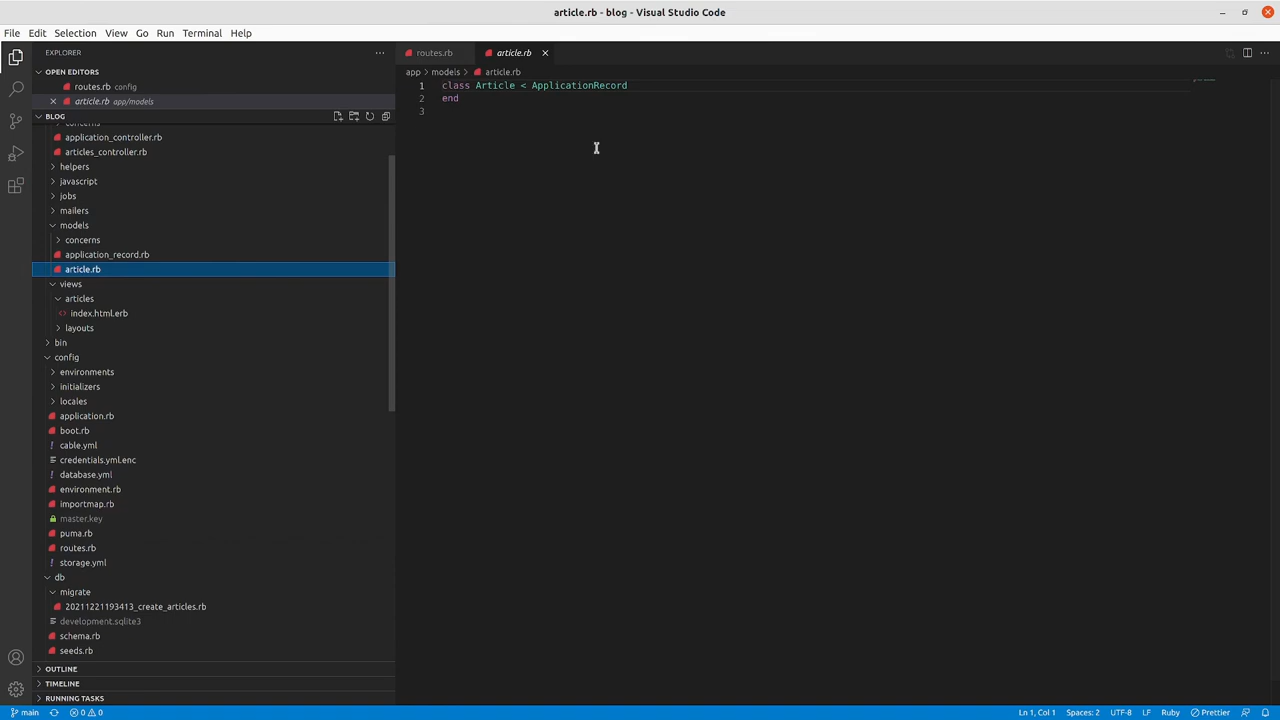 article.rb - blog - Visual Studio Code
File Edit Selection View Go Run Terminal Help
EXPLORER
OPEN EDITORS
routes.rb config
article.rb app/models
BLOG
concerns
application_controller.rb
articles_controller.rb
helpers
javascript
jobs
mailers
models
concerns
application_record.rb
article.rb
views
articles
index.html.erb
layouts
bin
config
environments
initializers
locales
application.rb
boot.rb
cable.yml
credentials.yml.enc
database.yml
environment.rb
importmap.rb
master.key
puma.rb
routes.rb
storage.yml
db
migrate
20211221193413_create_articles.rb
development.sqlite3
schema.rb
seeds.rb
OUTLINE
TIMELINE
RUNNING TASKS
routes.rb article.rb
app > models > article.rb
1 class Article < ApplicationRecord
2 end
3
main 0 0 Ln 1, Col 1 Spaces: 2 UTF-8 LF Ruby Prettier